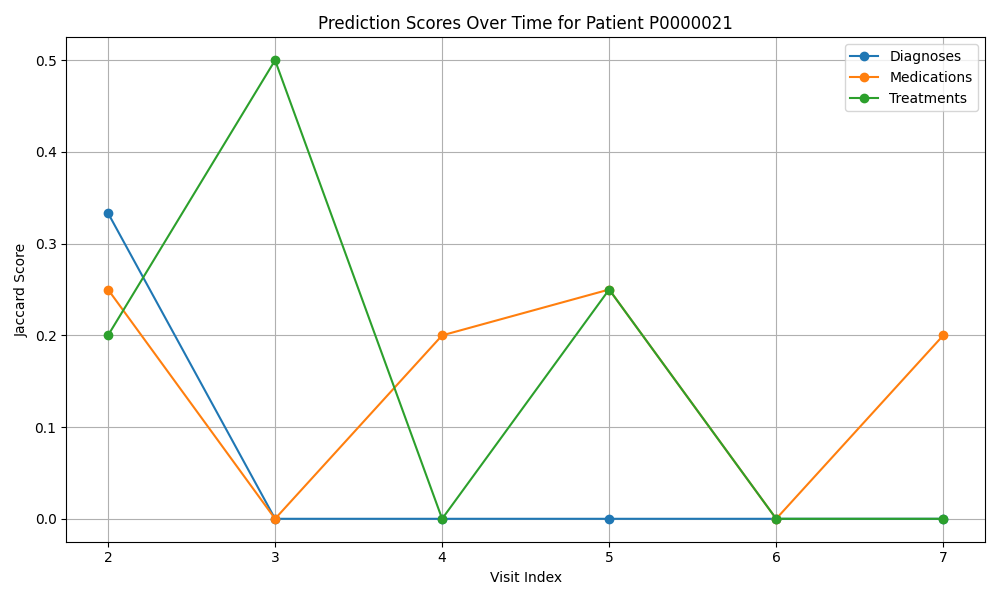 Prediction Scores Over Time for Patient P0000021
Diagnoses
Medications
Treatments
Jaccard Score
0.5
0.4
0.3
0.2
0.1
0.0
2 3 4 5 6 7
Visit Index